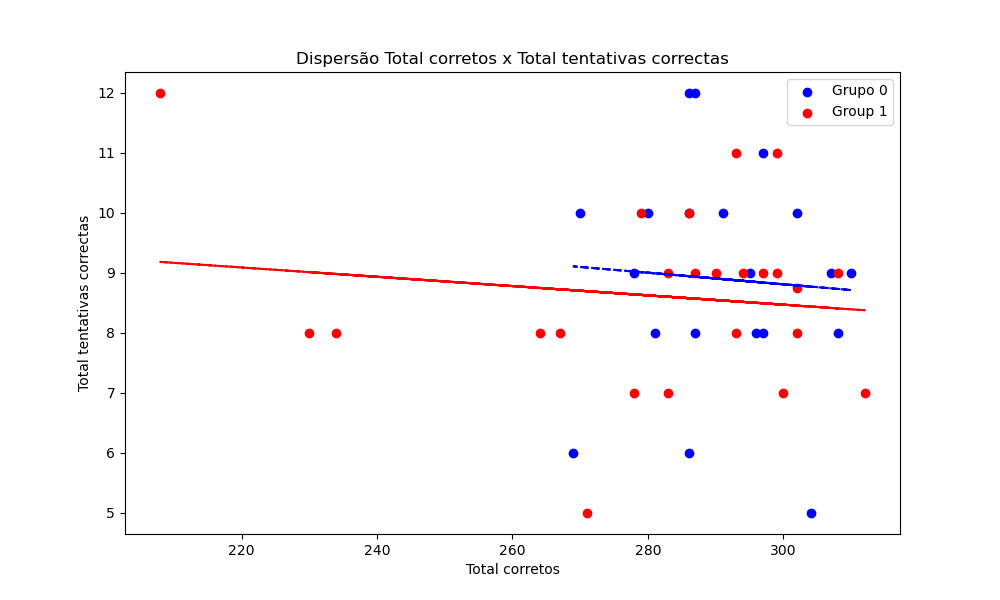 Dispersão Total corretos x Total tentativas correctas
Grupo 0
Group 1
Total tentativas correctas
12
11
10
9
8
7
6
5
220
240
260
280
300
Total corretos